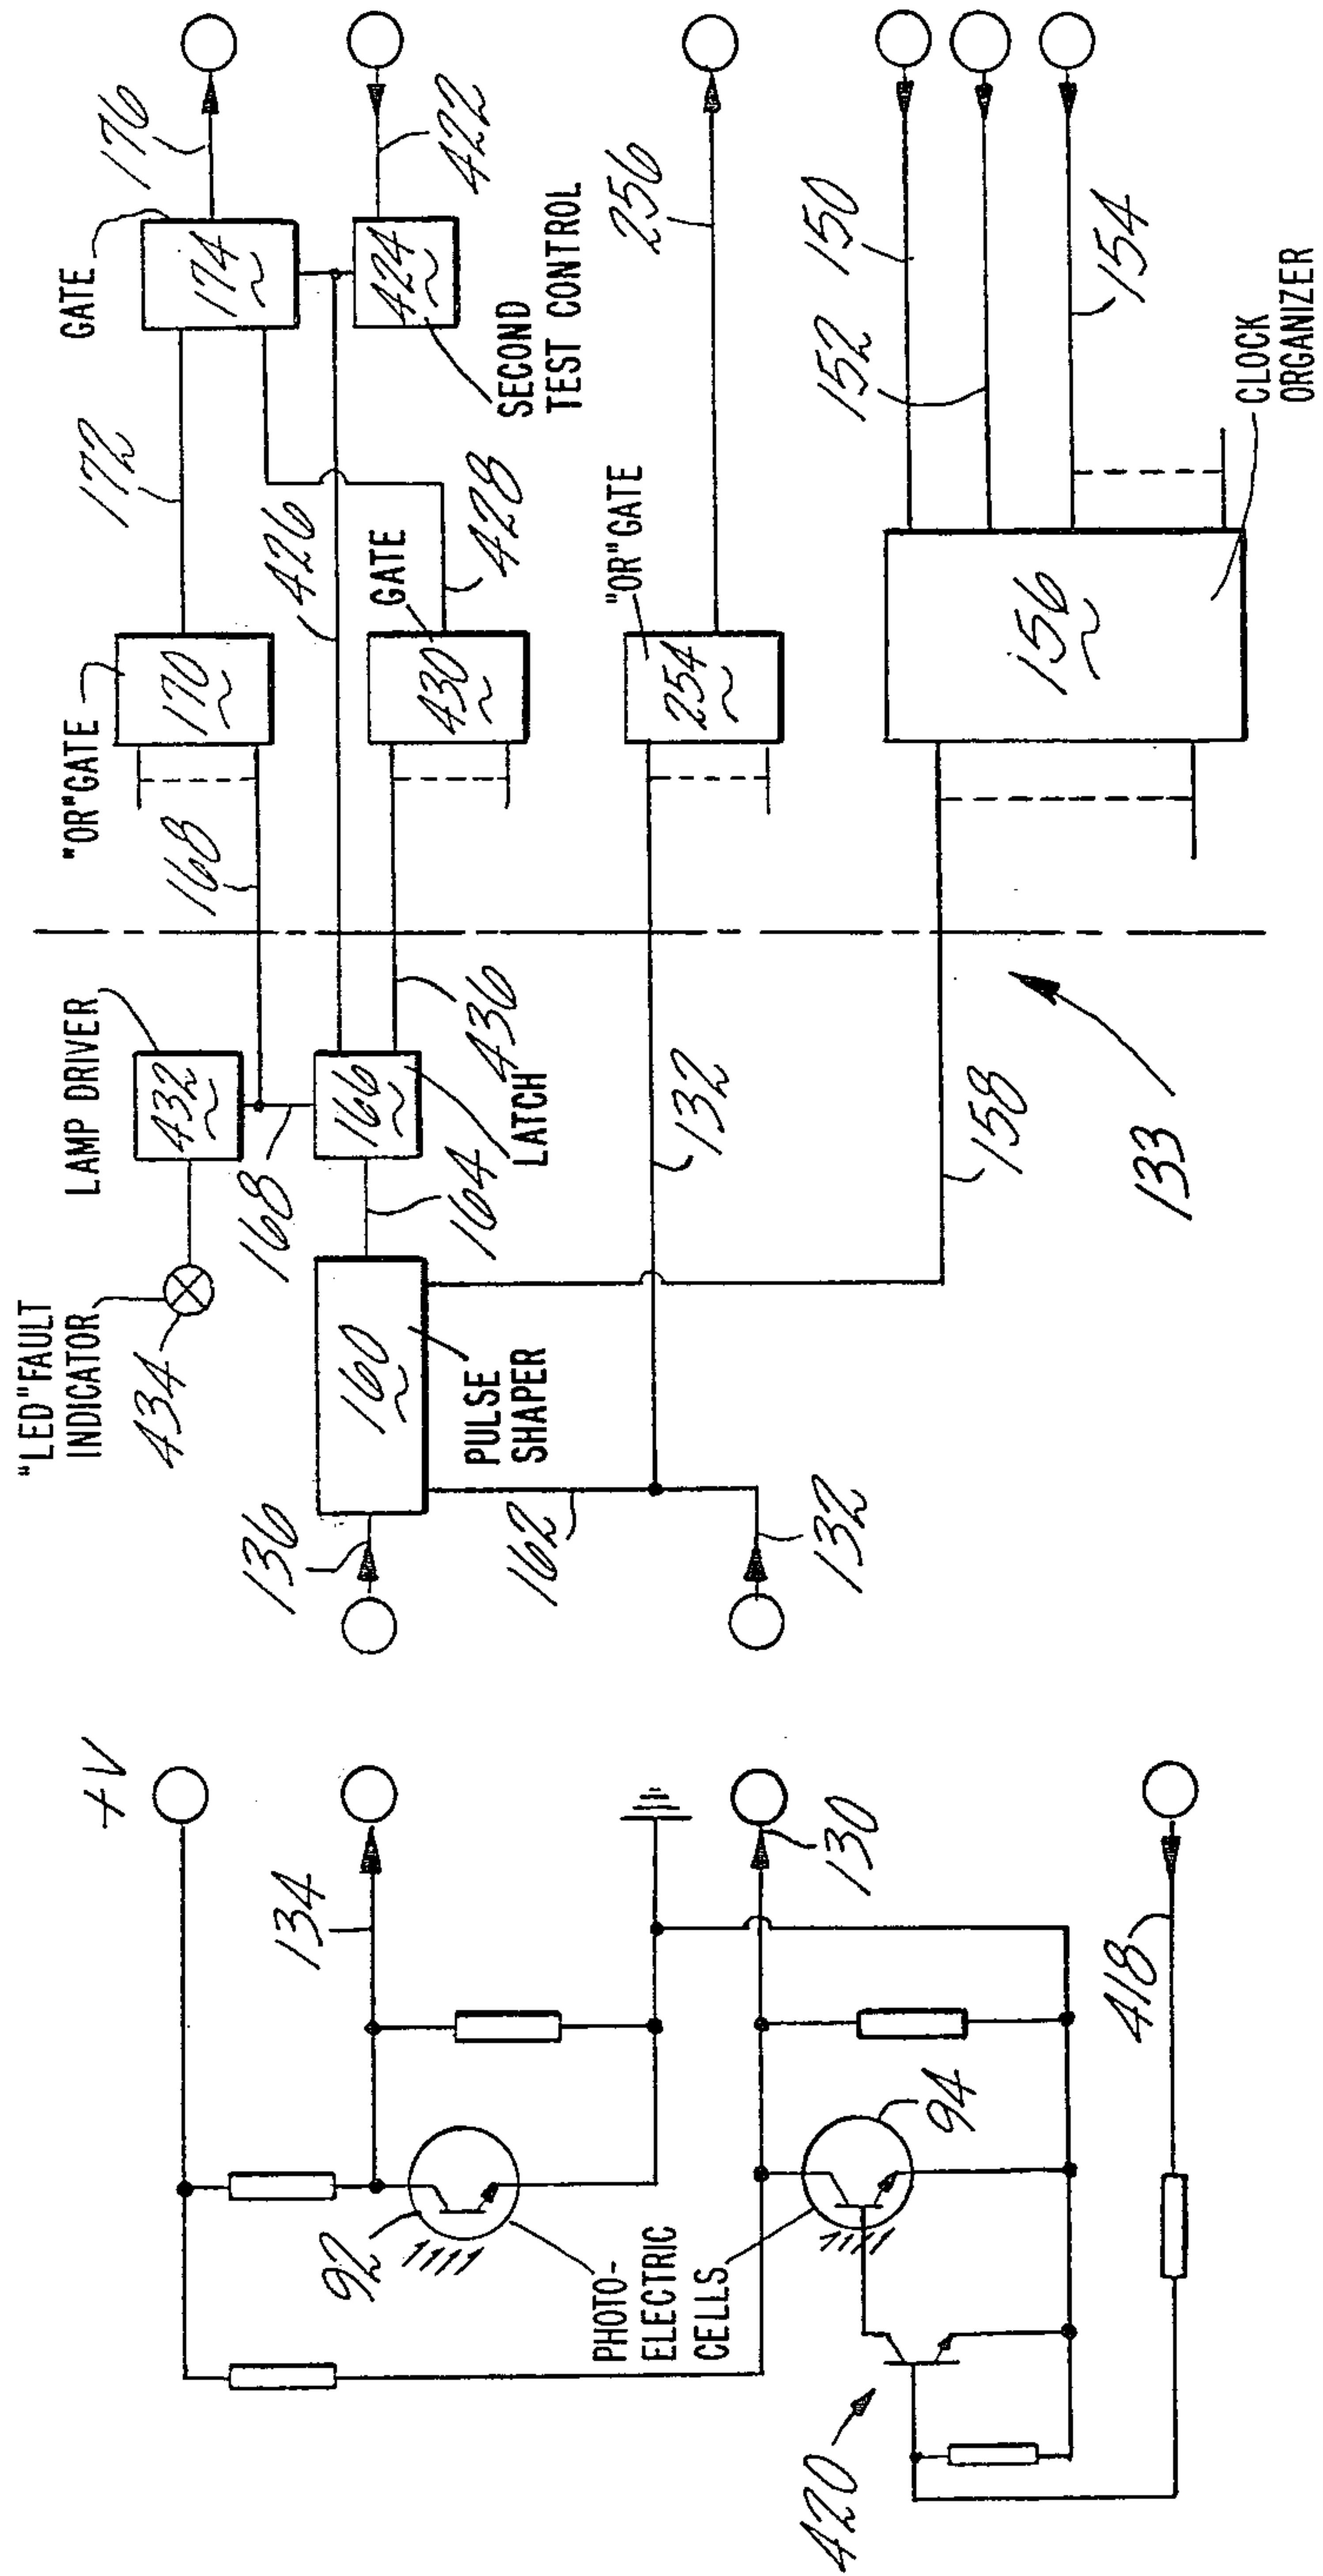 +V
134
92
PHOTO-
ELECTRIC
CELLS
94
130
420
418
"LED" FAULT
INDICATOR
434
LAMP DRIVER
432
168
136
160
PULSE
SHAPER
164
166
LATCH
436
162
132
132
158
133
"OR" GATE
170
168
172
GATE
174
176
426
422
424
SECOND
TEST CONTROL
GATE
430
428
"OR" GATE
254
256
150
152
154
156
CLOCK
ORGANIZER